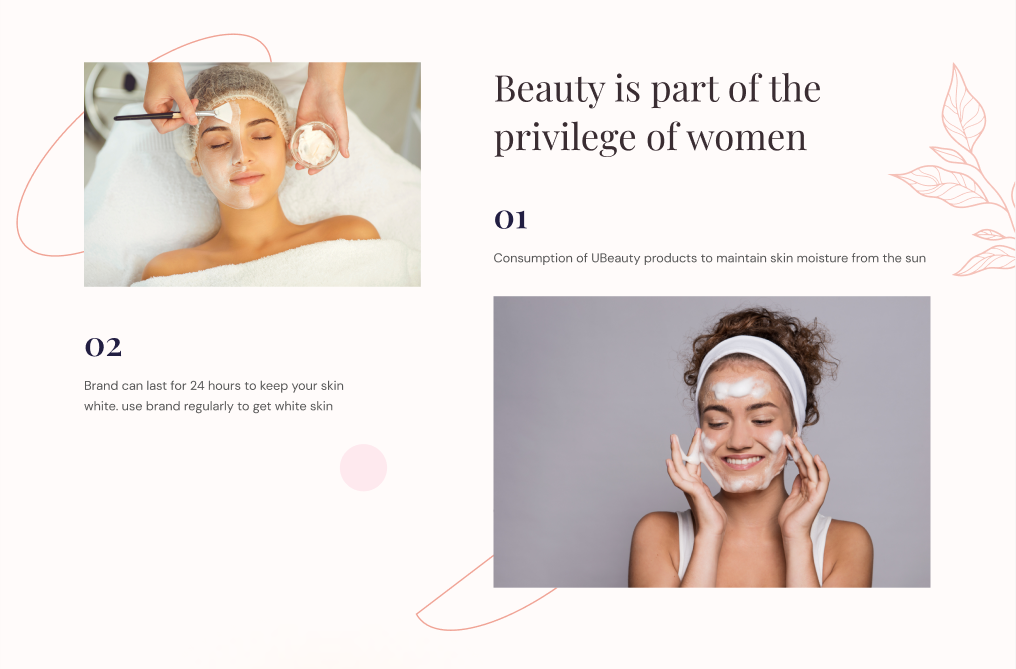 Beauty is part of the
privilege of women
01
Consumption of UBeauty products to maintain skin moisture from the sun
02
Brand can last for 24 hours to keep your skin
white. use brand regularly to get white skin